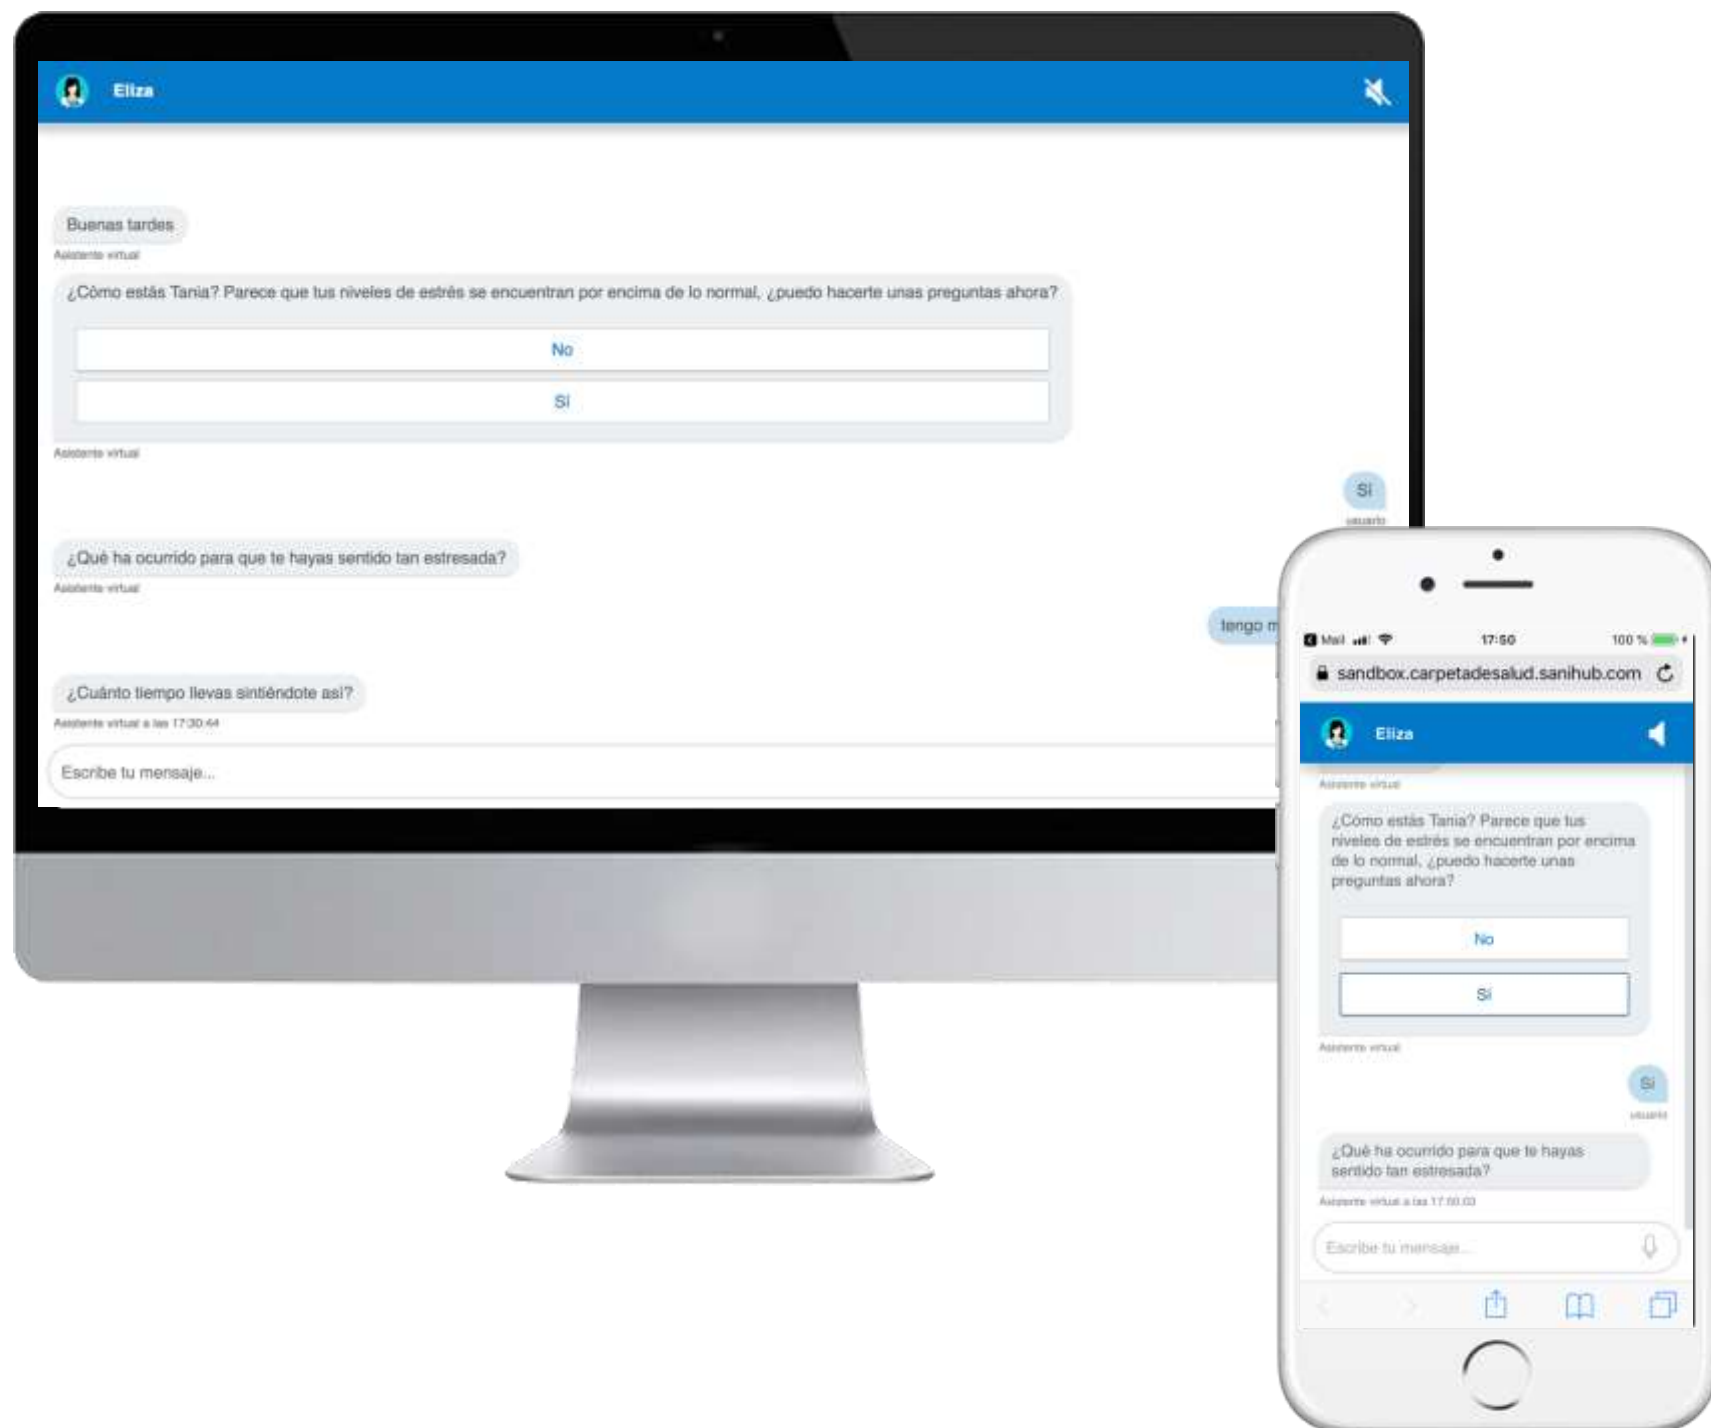 Eliza
Buenas tardes
Asistente virtual
¿Cómo estás Tania? Parece que tus niveles de estrés se encuentran por encima de lo normal, ¿puedo hacerte unas preguntas ahora?
No
Sí
Asistente virtual
Sí
usuario
¿Qué ha ocurrido para que te hayas sentido tan estresada?
Asistente virtual
tengo
¿Cuánto tiempo llevas sintiéndote así?
Asistente virtual a las 17:30:44
Escribe tu mensaje...
Mail 17:50 100 %
sandbox.carpetadesalud.sanihub.com
Eliza
Asistente virtual
¿Cómo estás Tania? Parece que tus
niveles de estrés se encuentran por encima
de lo normal, ¿puedo hacerte unas
preguntas ahora?
No
Sí
Asistente virtual
Sí
usuario
¿Qué ha ocurrido para que te hayas
sentido tan estresada?
Asistente virtual a las
Escribe tu mensaje...